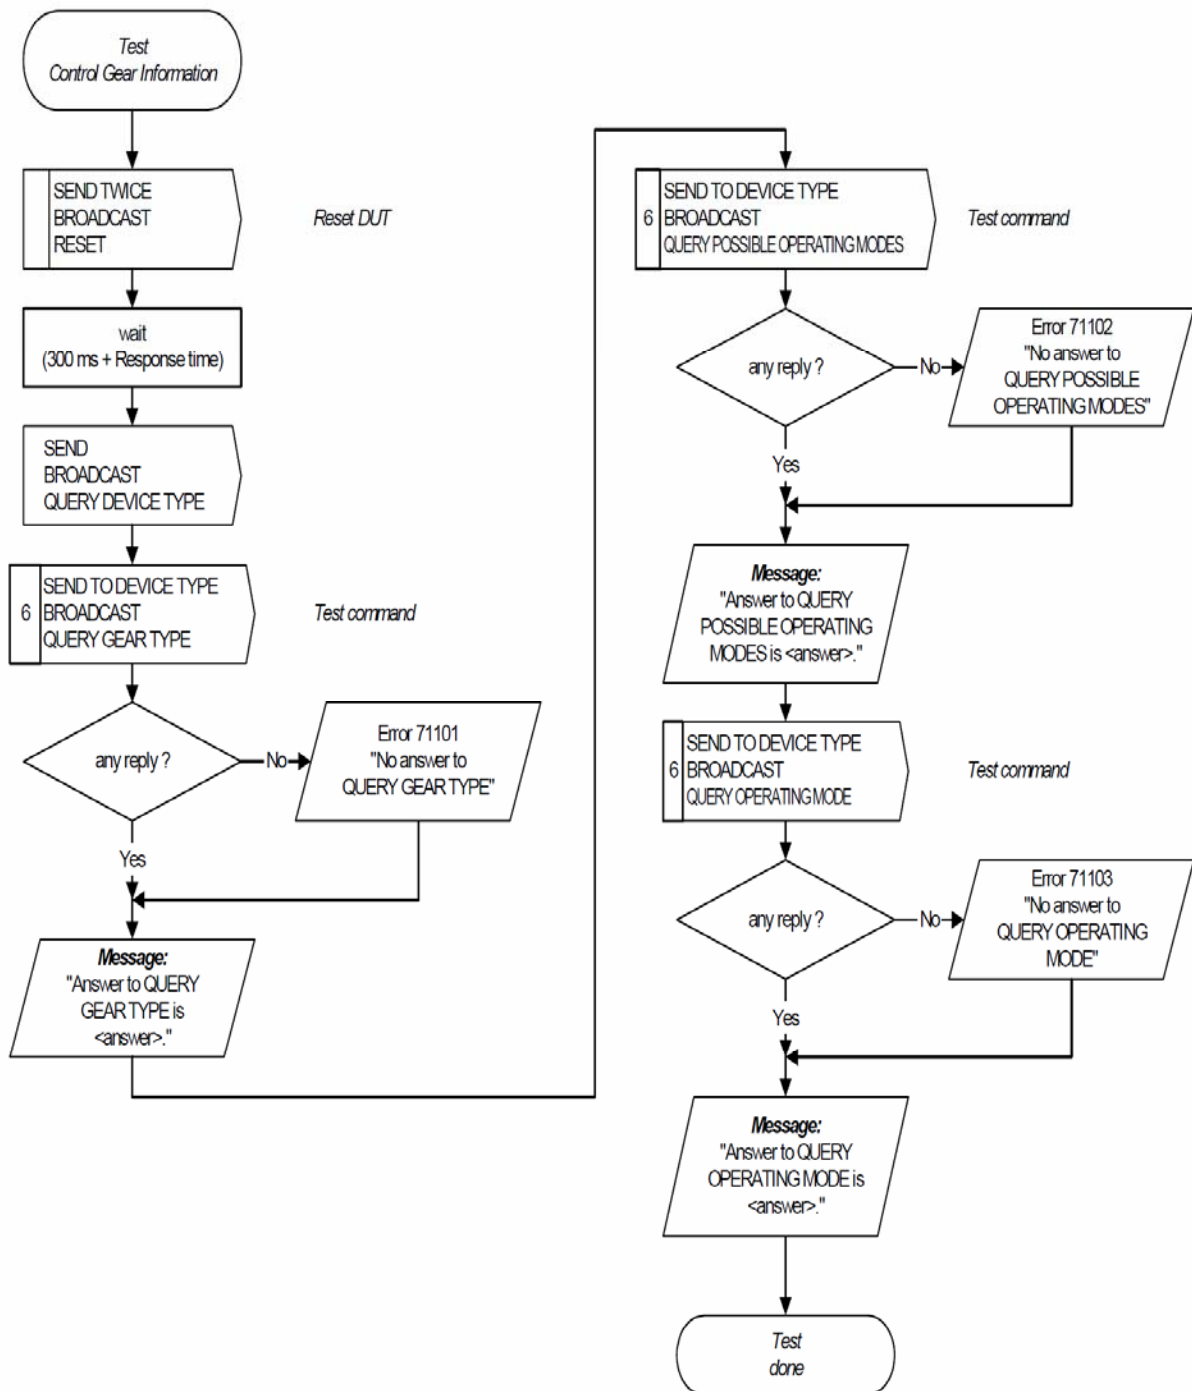 Test
Control Gear Information
SEND TWICE
BROADCAST
RESET
Reset DUT
wait
(300 ms + Response time)
SEND
BROADCAST
QUERY DEVICE TYPE
6
SEND TO DEVICE TYPE
BROADCAST
QUERY GEAR TYPE
Test command
any reply ?
No
Error 71101
"No answer to
QUERY GEAR TYPE"
Yes
Message:
"Answer to QUERY
GEAR TYPE is
<answer>."
6
SEND TO DEVICE TYPE
BROADCAST
QUERY POSSIBLE OPERATING MODES
Test command
any reply ?
No
Error 71102
"No answer to
QUERY POSSIBLE
OPERATING MODES"
Yes
Message:
"Answer to QUERY
POSSIBLE OPERATING
MODES is <answer>."
6
SEND TO DEVICE TYPE
BROADCAST
QUERY OPERATING MODE
Test command
any reply ?
No
Error 71103
"No answer to
QUERY OPERATING
MODE"
Yes
Message:
"Answer to QUERY
OPERATING MODE is
<answer>."
Test
done